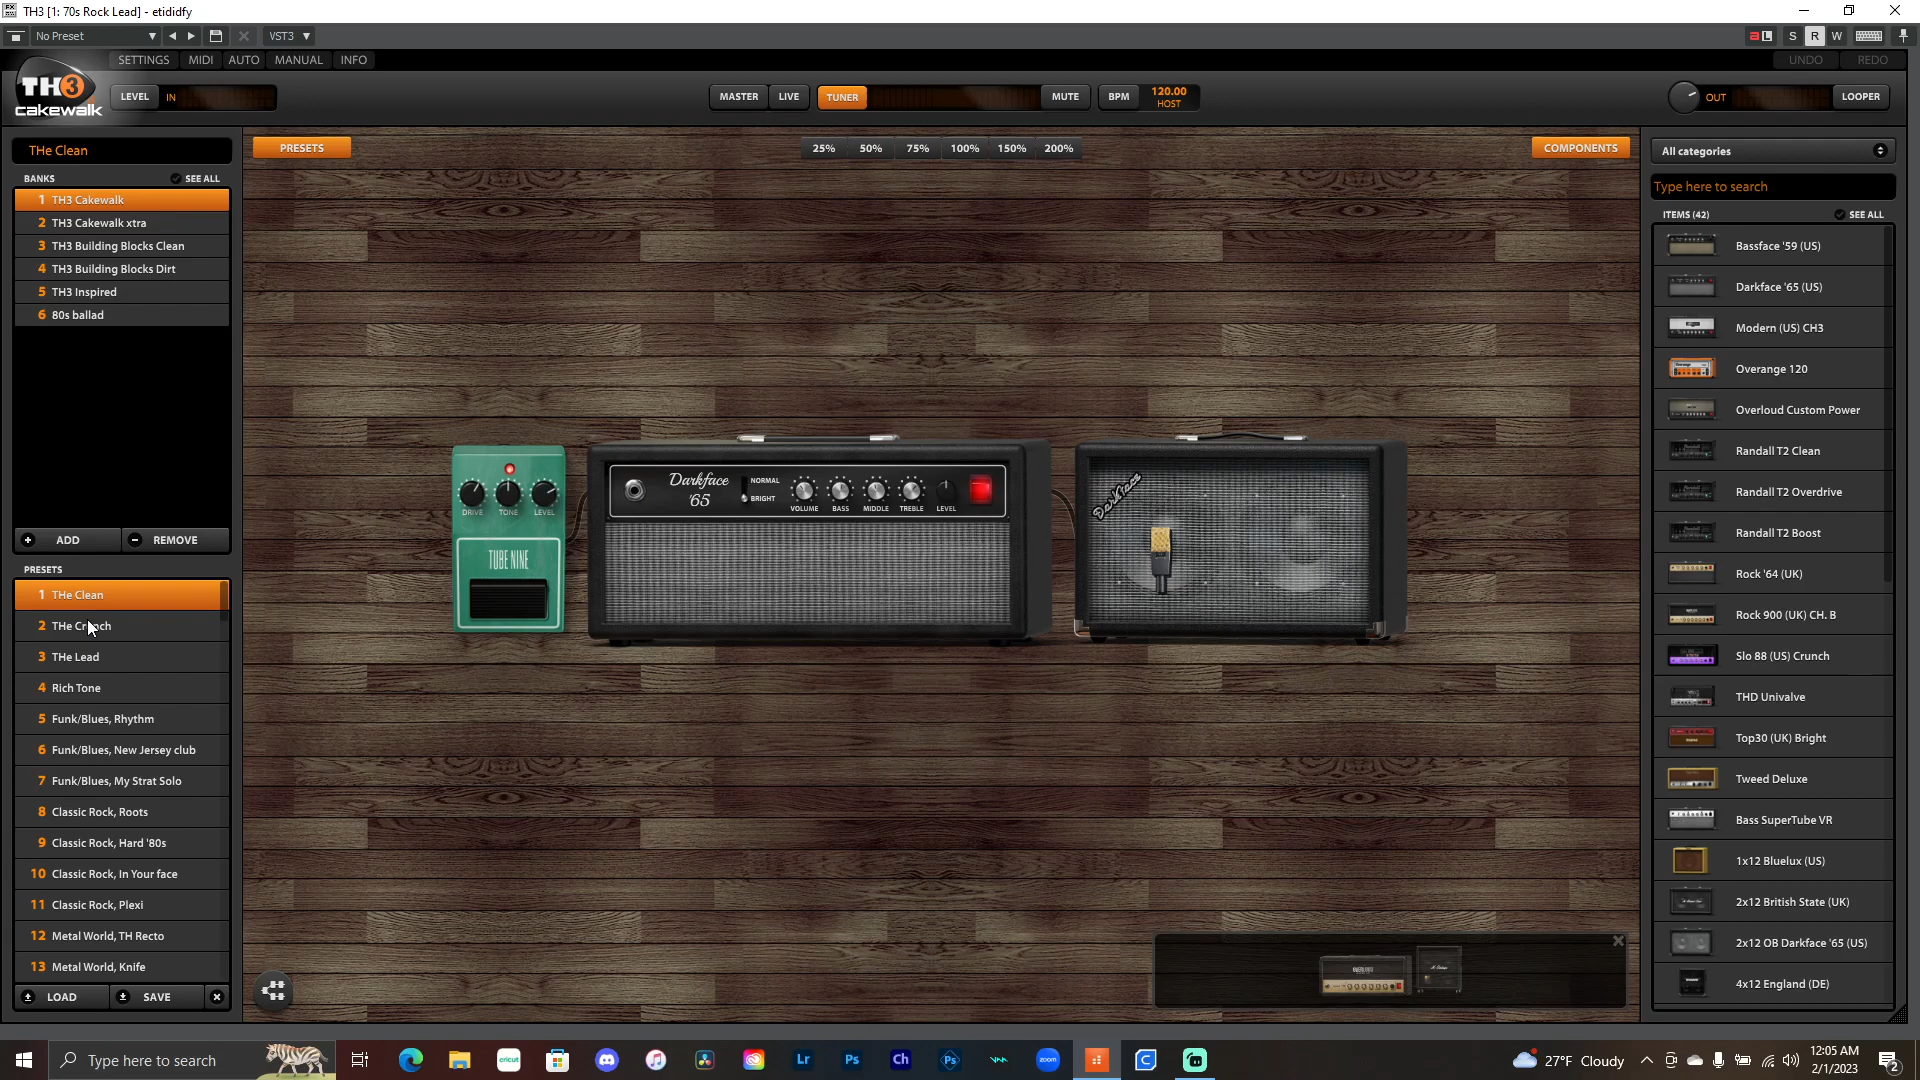 TH3 [1: 70s Rock Lead] - etididfy
No Preset VST3 S R W
SETTINGS MIDI AUTO MANUAL INFO UNDO REDO
TH3 cakewalk
LEVEL IN MASTER LIVE TUNER MUTE BPM 120.00 HOST OUT LOOPER
THe Clean
BANKS SEE ALL
1 TH3 Cakewalk
2 TH3 Cakewalk xtra
3 TH3 Building Blocks Clean
4 TH3 Building Blocks Dirt
5 TH3 Inspired
6 80s ballad
ADD REMOVE
PRESETS
1 THe Clean
2 THe Crunch
3 THe Lead
4 Rich Tone
5 Funk/Blues, Rhythm
6 Funk/Blues, New Jersey club
7 Funk/Blues, My Strat Solo
8 Classic Rock, Roots
9 Classic Rock, Hard '80s
10 Classic Rock, In Your face
11 Classic Rock, Plexi
12 Metal World, TH Recto
13 Metal World, Knife
LOAD SAVE
PRESETS 25% 50% 75% 100% 150% 200% COMPONENTS
DRIVE TONE LEVEL
TUBE NINE
Darkface '65
NORMAL
BRIGHT
VOLUME BASS MIDDLE TREBLE LEVEL
Darkface
All categories
Type here to search
ITEMS (42) SEE ALL
Bassface '59 (US)
Darkface '65 (US)
Modern (US) CH3
Overange 120
Overloud Custom Power
Randall T2 Clean
Randall T2 Overdrive
Randall T2 Boost
Rock '64 (UK)
Rock 900 (UK) CH. B
Slo 88 (US) Crunch
THD Univalve
Top30 (UK) Bright
Tweed Deluxe
Bass SuperTube VR
1x12 Bluelux (US)
2x12 British State (UK)
2x12 OB Darkface '65 (US)
4x12 England (DE)
Type here to search
cricut Lr Ps Ch Ps zoom
27°F Cloudy
12:05 AM
2/1/2023
2